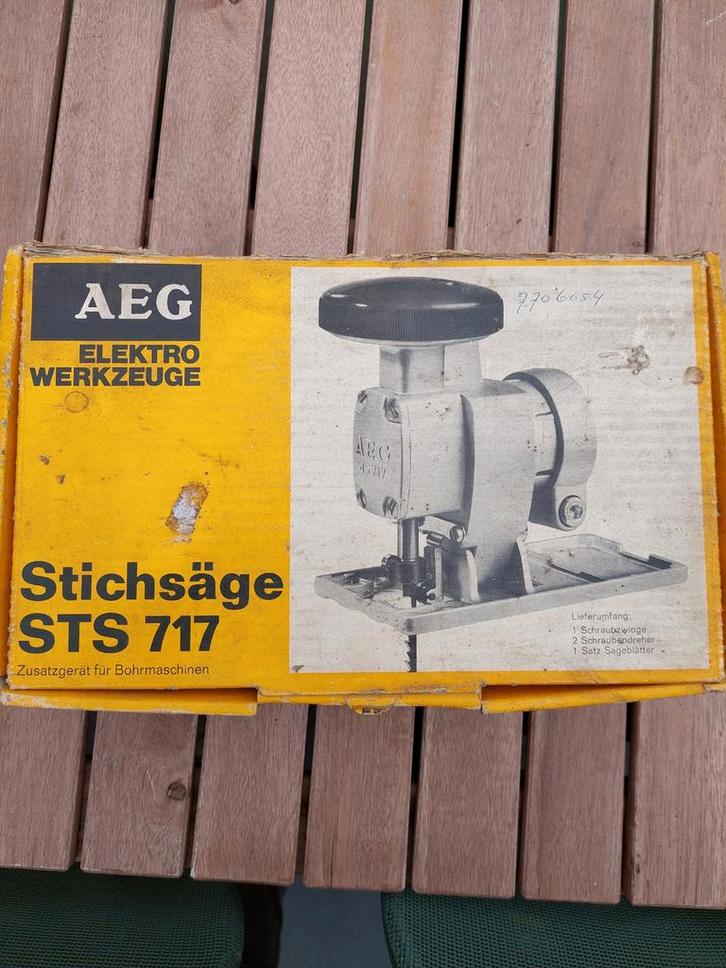 AEG
ELEKTRO
WERKZEUGE
Stichsäge
STS 717
Zusatzgerät für Bohrmaschinen
7706054
AEG
STS 717
Lieferumfang:
1 Schraubzwinge
2 Schraubendreher
1 Satz Sägeblätter